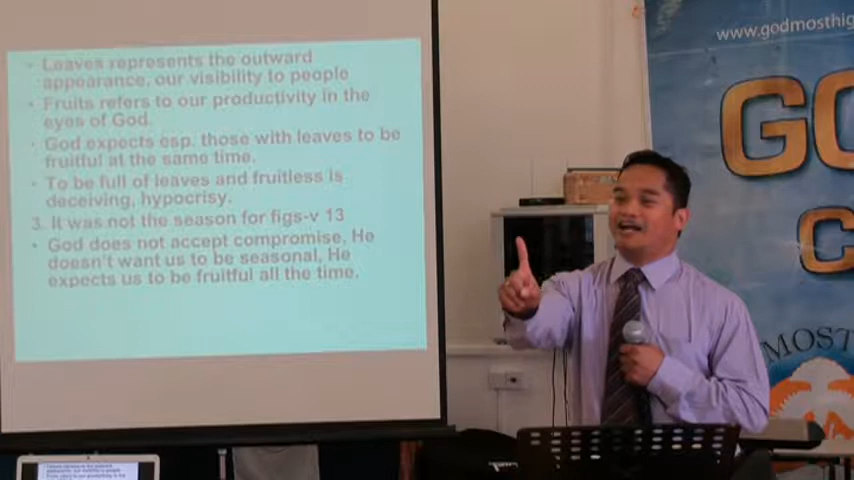 • Leaves represents the outward
appearance, our visibility to people
• Fruits refers to our productivity in the
eyes of God.
• God expects esp. those with leaves to be
fruitful at the same time.
• To be full of leaves and fruitless is
deceiving, hypocrisy.
3. It was not the season for figs-v 13
• God does not accept compromise, He
doesn't want us to be seasonal, He
expects us to be fruitful all the time.
www.godmosthig
GO
C
MOST